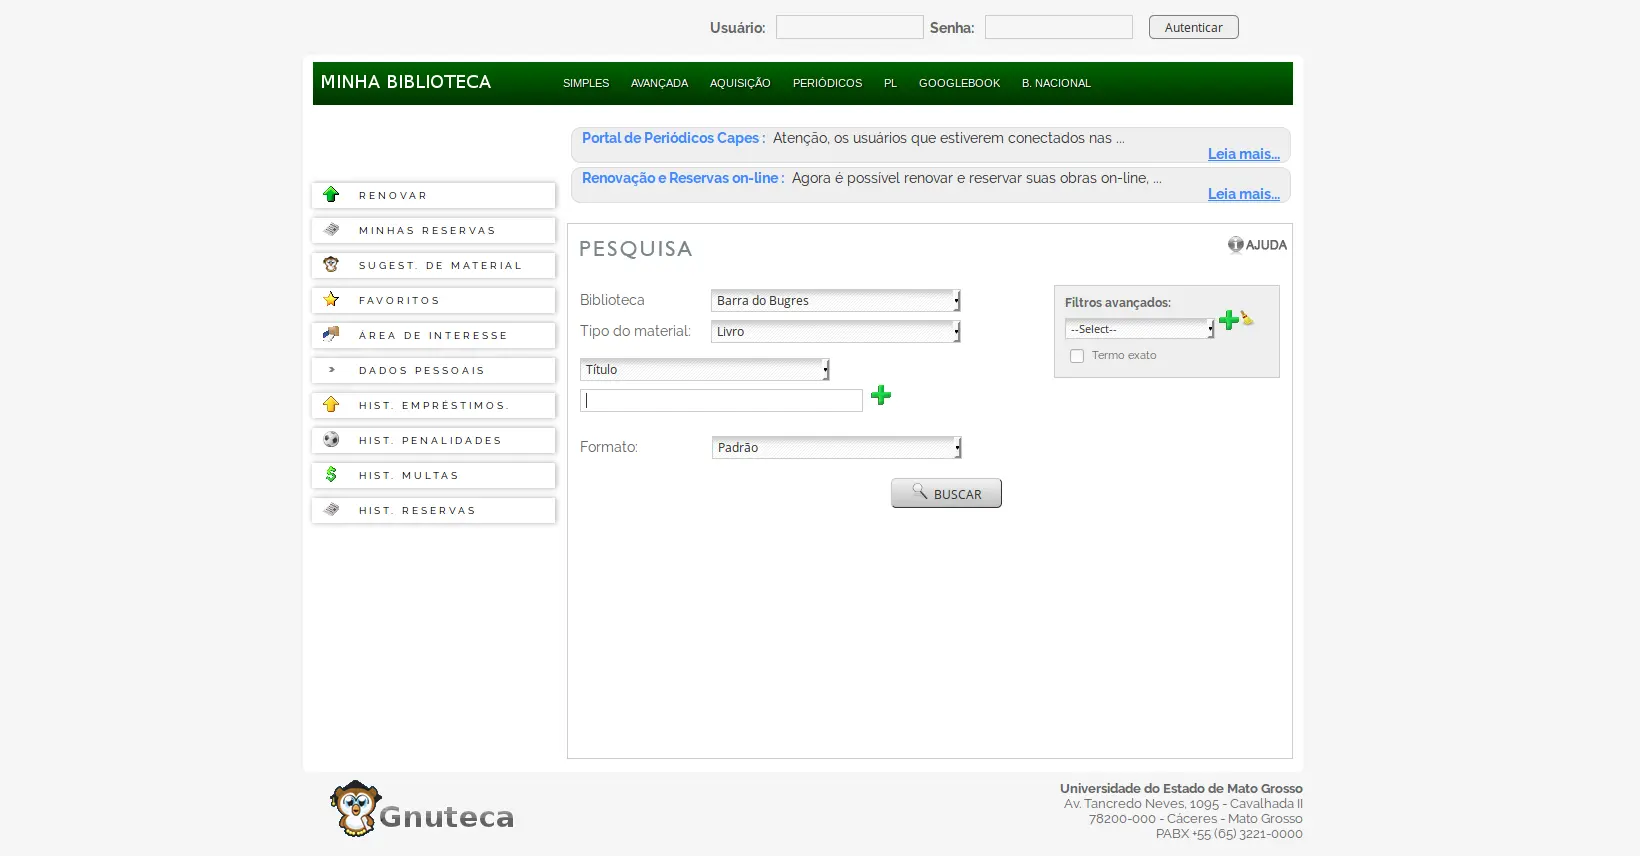 Usuário: Senha: Autenticar
MINHA BIBLIOTECA SIMPLES AVANÇADA AQUISIÇÃO PERIÓDICOS PL GOOGLEBOOK B. NACIONAL
Portal de Periódicos Capes : Atenção, os usuários que estiverem conectados nas ...
Leia mais...
Renovação e Reservas on-line : Agora é possível renovar e reservar suas obras on-line, ...
Leia mais...
RENOVAR
MINHAS RESERVAS
SUGEST. DE MATERIAL
FAVORITOS
ÁREA DE INTERESSE
DADOS PESSOAIS
HIST. EMPRÉSTIMOS.
HIST. PENALIDADES
HIST. MULTAS
HIST. RESERVAS
PESQUISA
AJUDA
Biblioteca Barra do Bugres
Tipo do material: Livro
Título
Formato: Padrão
BUSCAR
Filtros avançados:
--Select--
Termo exato
Gnuteca
Universidade do Estado de Mato Grosso
Av. Tancredo Neves, 1095 - Cavalhada II
78200-000 - Cáceres - Mato Grosso
PABX +55 (65) 3221-0000